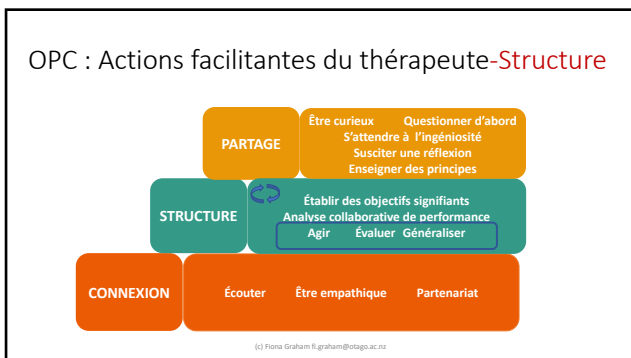 OPC : Actions facilitantes du thérapeute-Structure
PARTAGE
Être curieux Questionner d'abord
S'attendre à l'ingéniosité
Susciter une réflexion
Enseigner des principes
STRUCTURE
Établir des objectifs signifiants
Analyse collaborative de performance
Agir Évaluer Généraliser
CONNEXION
Écouter Être empathique Partenariat
(c) Fiona Graham fi.graham@otago.ac.nz